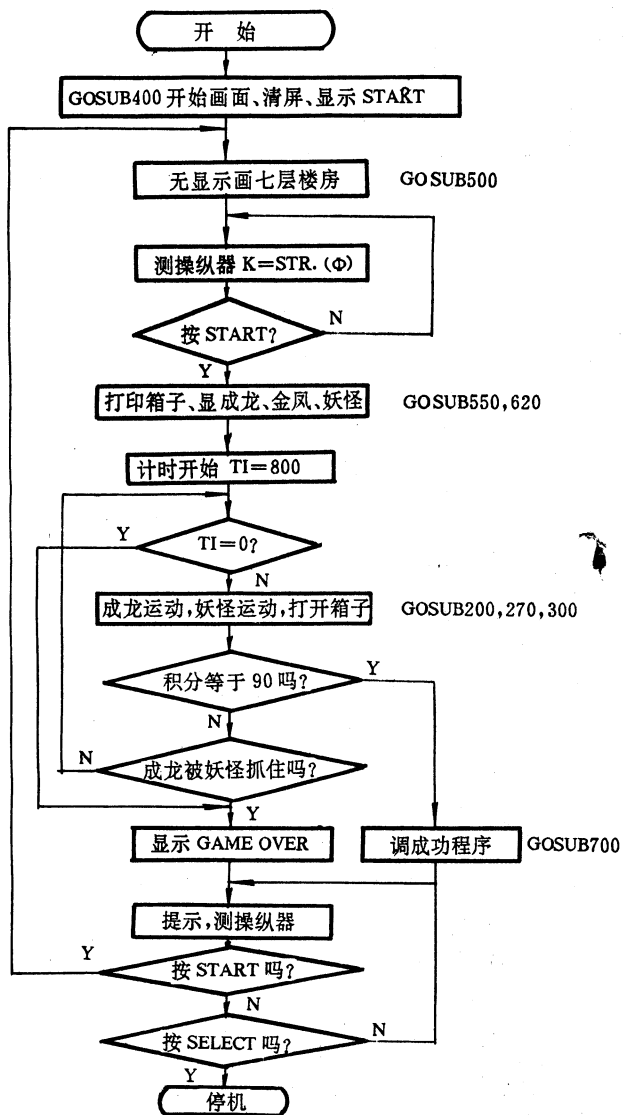 开 始
GOSUB400 开始画面、清屏、显示 START
无显示画七层楼房 GOSUB500
测操纵器 K=STR.(Φ)
按 START?
N
Y
打印箱子、显成龙、金凤、妖怪 GOSUB550,620
计时开始 TI=800
Y
TI=0?
N
成龙运动,妖怪运动,打开箱子 GOSUB200,270,300
积分等于 90 吗?
Y
N
N
成龙被妖怪抓住吗?
Y
显示 GAME OVER
调成功程序 GOSUB700
提示,测操纵器
Y
按 START 吗?
N
按 SELECT 吗?
N
Y
停机